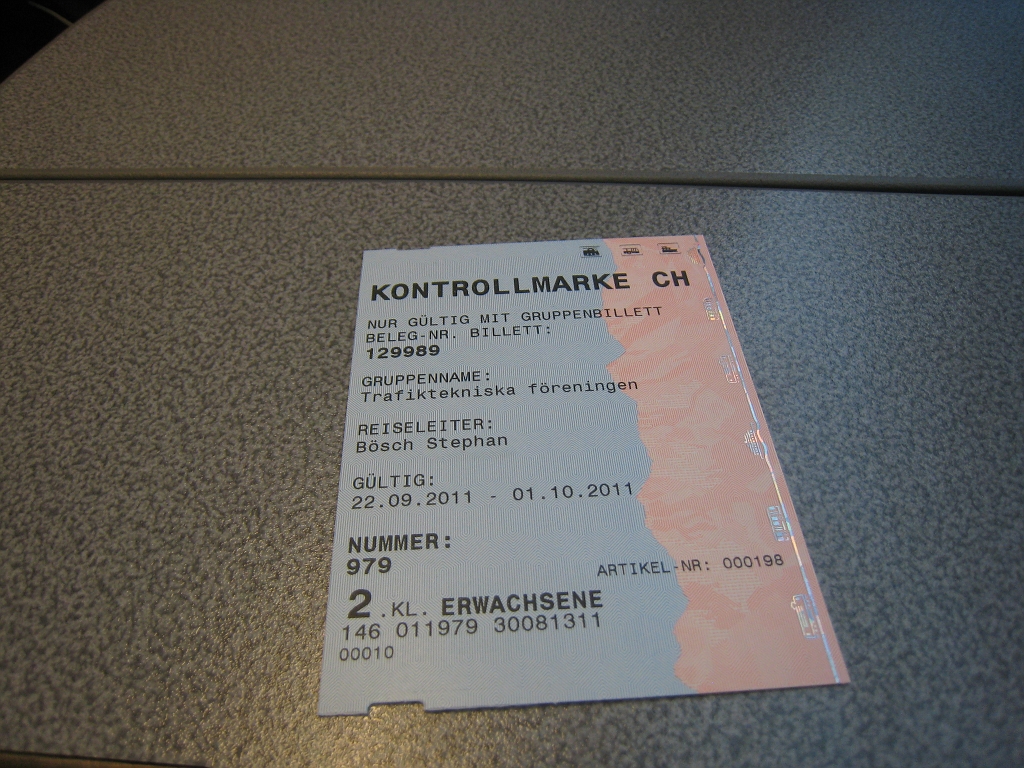 KONTROLLMARKE CH
NUR GÜLTIG MIT GRUPPENBILLETT
BELEG-NR. BILLETT:
129989
GRUPPENNAME:
Trafiktekniska föreningen
REISELEITER:
Bösch Stephan
GÜLTIG:
22.09.2011 - 01.10.2011
NUMMER:
979
ARTIKEL-NR: 000198
2.KL. ERWACHSENE
146 011979 30081311
00010